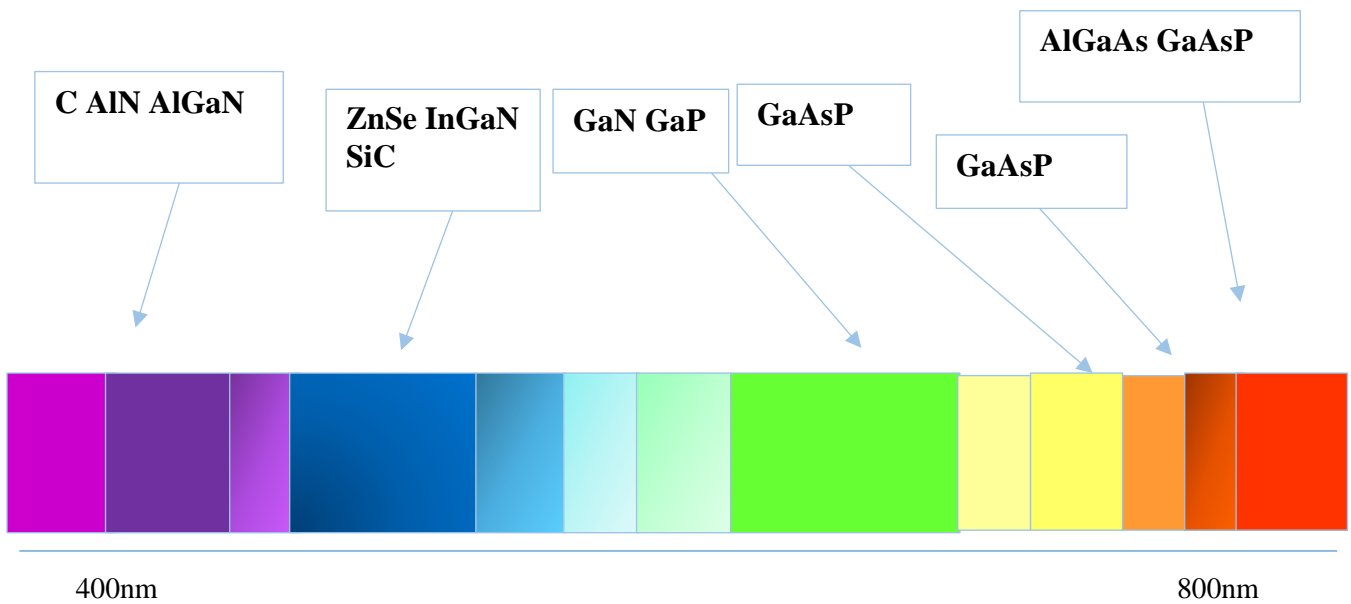 C AlN AlGaN
ZnSe InGaN
SiC
GaN GaP
GaAsP
GaAsP
AlGaAs GaAsP
400nm
800nm